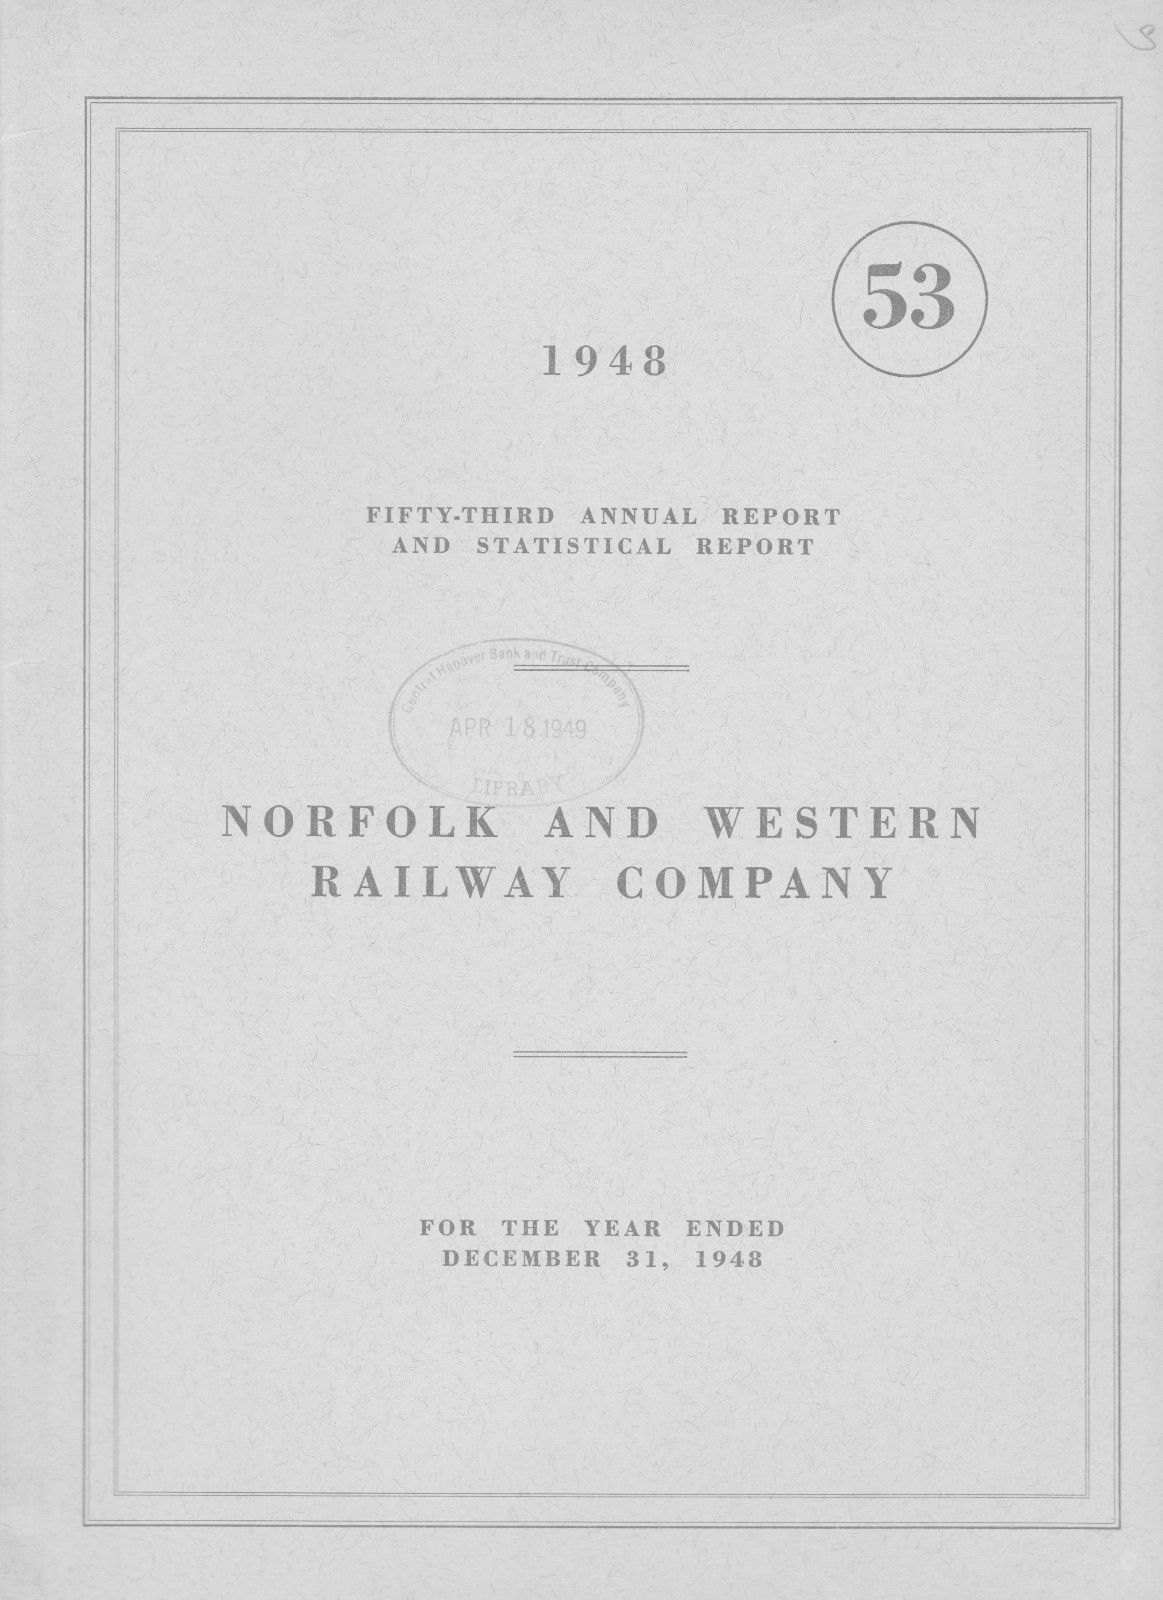 53
1948
FIFTY-THIRD ANNUAL REPORT
AND STATISTICAL REPORT
Central Hanover Bank and Trust Company
APR 18 1949
LIBRARY
NORFOLK AND WESTERN
RAILWAY COMPANY
FOR THE YEAR ENDED
DECEMBER 31, 1948